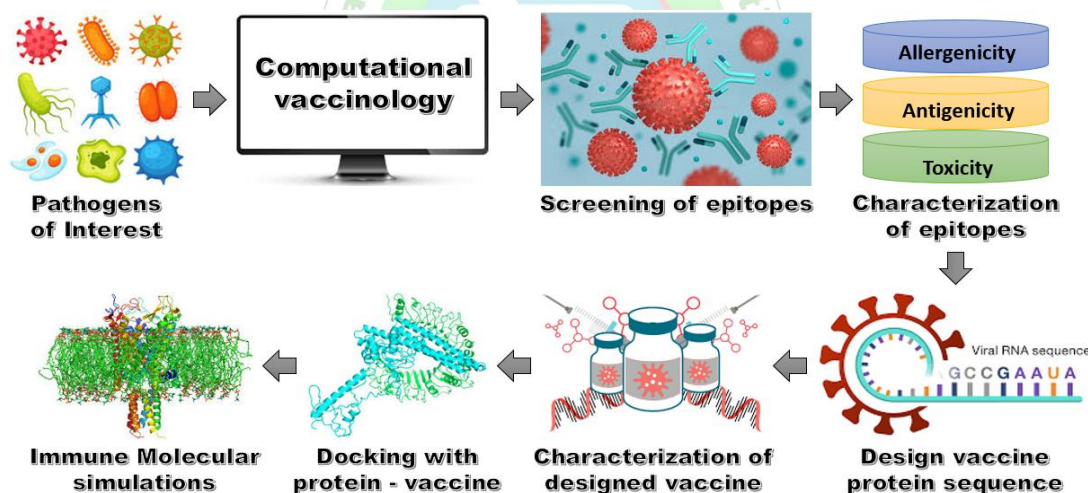 Computational
vaccinology
Allergenicity
Antigenicity
Toxicity
Pathogens
of Interest
Screening of epitopes
Characterization
of epitopes
Viral RNA sequence
AGCCGAAUA
Immune Molecular
simulations
Docking with
protein - vaccine
Characterization of
designed vaccine
Design vaccine
protein sequence